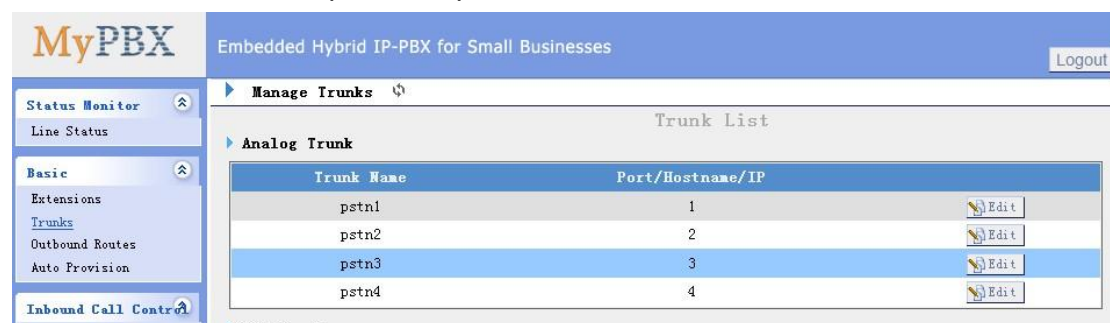 MyPBX
Embedded Hybrid IP-PBX for Small Businesses
Logout
Status Monitor
Line Status
Basic
Extensions
Trunks
Outbound Routes
Auto Provision
Inbound Call Control
Manage Trunks
Trunk List
Analog Trunk
Trunk Name Port/Hostname/IP
pstn1 1 Edit
pstn2 2 Edit
pstn3 3 Edit
pstn4 4 Edit